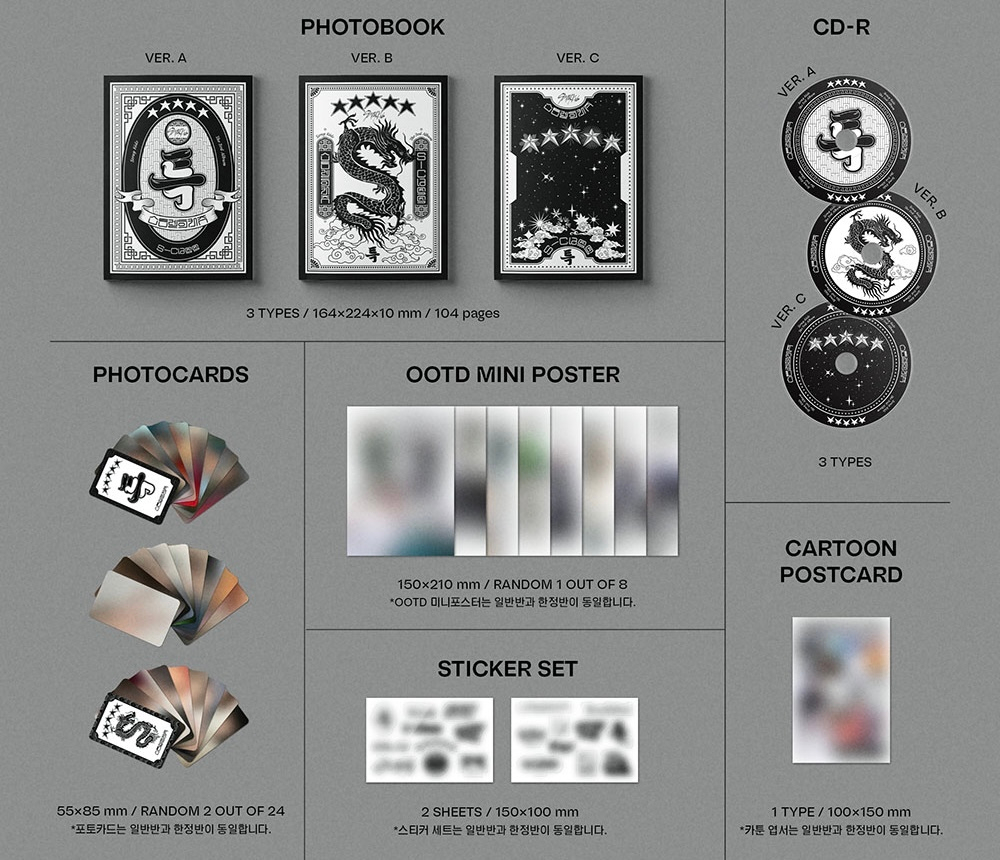 PHOTOBOOK
VER. A
VER. B
VER. C
특
특
3 TYPES / 164×224×10 mm / 104 pages
CD-R
VER. A
특
VER. B
VER. C
3 TYPES
PHOTOCARDS
특
55×85 mm / RANDOM 2 OUT OF 24
*포토카드는 일반반과 한정반이 동일합니다.
OOTD MINI POSTER
150×210 mm / RANDOM 1 OUT OF 8
*OOTD 미니포스터는 일반반과 한정반이 동일합니다.
STICKER SET
2 SHEETS / 150×100 mm
*스티커 세트는 일반반과 한정반이 동일합니다.
CARTOON
POSTCARD
1 TYPE / 100×150 mm
*카툰 엽서는 일반반과 한정반이 동일합니다.